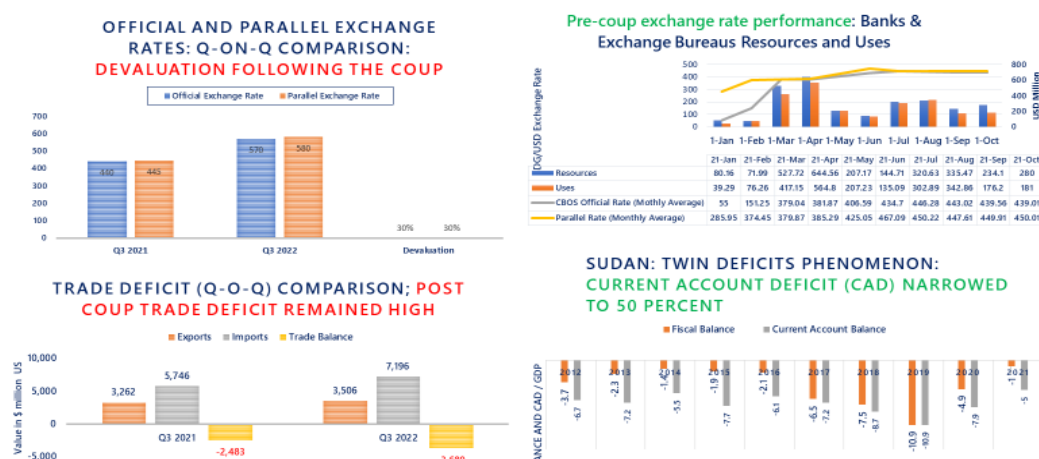 OFFICIAL AND PARALLEL EXCHANGE
RATES: Q-ON-Q COMPARISON:
DEVALUATION FOLLOWING THE COUP
Official Exchange Rate Parallel Exchange Rate
700
600
500
400
300
200
100
0
440 445
570 580
30% 30%
Q3 2021 Q3 2022 Devaluation
Pre-coup exchange rate performance: Banks &
Exchange Bureaus Resources and Uses
DG/USD Exchange Rate
500
400
300
200
100
0
800
600
400
200
0
USD Million
1-Jan 1-Feb 1-Mar 1-Apr 1-May 1-Jun 1-Jul 1-Aug 1-Sep 1-Oct
21-Jan 21-Feb 21-Mar 21-Apr 21-May 21-Jun 21-Jul 21-Aug 21-Sep 21-Oct
Resources 80.16 71.99 527.72 644.56 207.17 144.71 320.63 335.47 234.1 280
Uses 39.29 76.26 417.15 564.8 207.23 135.09 302.89 342.86 176.2 181
CBOS Official Rate (Mothly Average) 55 151.25 379.04 381.87 406.59 434.7 446.28 443.02 439.56 439.09
Parallel Rate (Monthly Average) 285.95 374.45 379.87 385.29 425.05 467.09 450.22 447.61 449.91 450.01
TRADE DEFICIT (Q-O-Q) COMPARISON; POST
COUP TRADE DEFICIT REMAINED HIGH
Exports Imports Trade Balance
Value in $ million US
10,000
5,000
0
-5,000
3,262 5,746
-2,483
3,506 7,196
Q3 2021 Q3 2022
SUDAN: TWIN DEFICITS PHENOMENON:
CURRENT ACCOUNT DEFICIT (CAD) NARROWED
TO 50 PERCENT
Fiscal Balance Current Account Balance
ANCE AND CAD / GDP
2012 2013 2014 2015 2016 2017 2018 2019 2020 2021
-3.7 -2.3 -1.4 -1.9 -2.1 -6.5 -7.5 -10.9 -4.9 -1
-6.7 -7.2 -5.5 -7.7 -6.1 -7.2 -8.7 -10.9 -7.9 -5